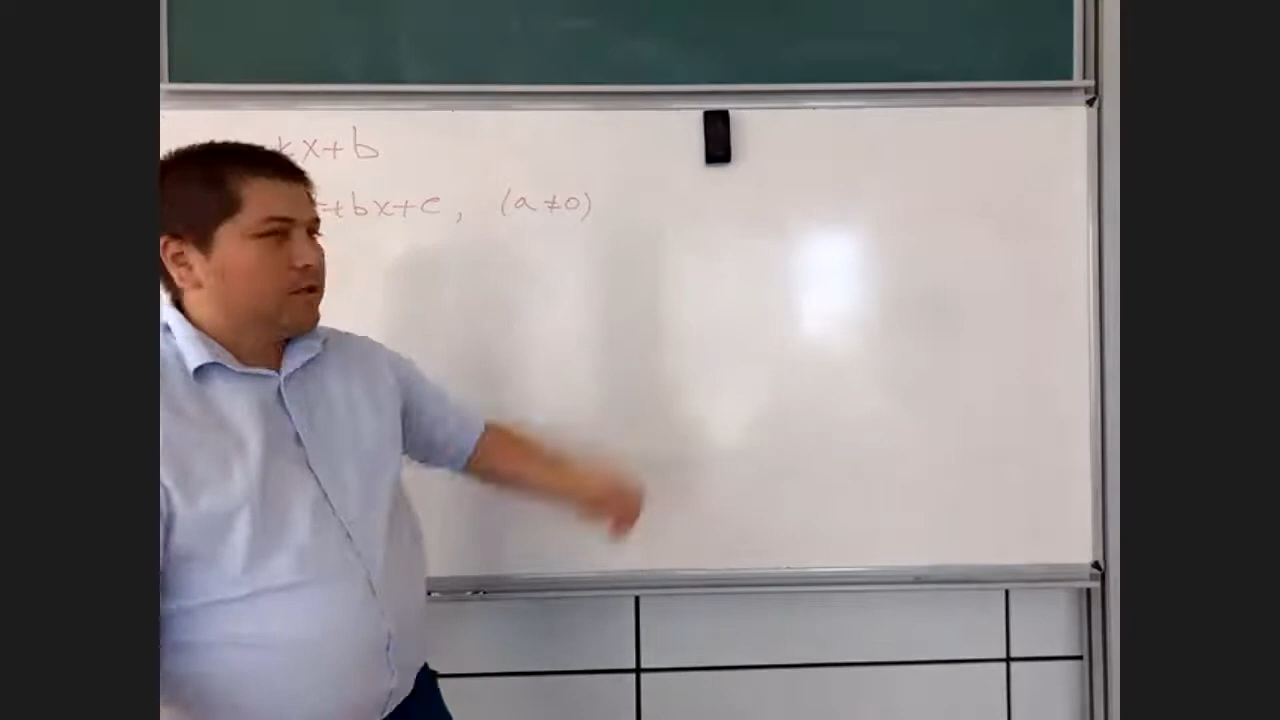 kx+b
+bx+c, (a≠0)